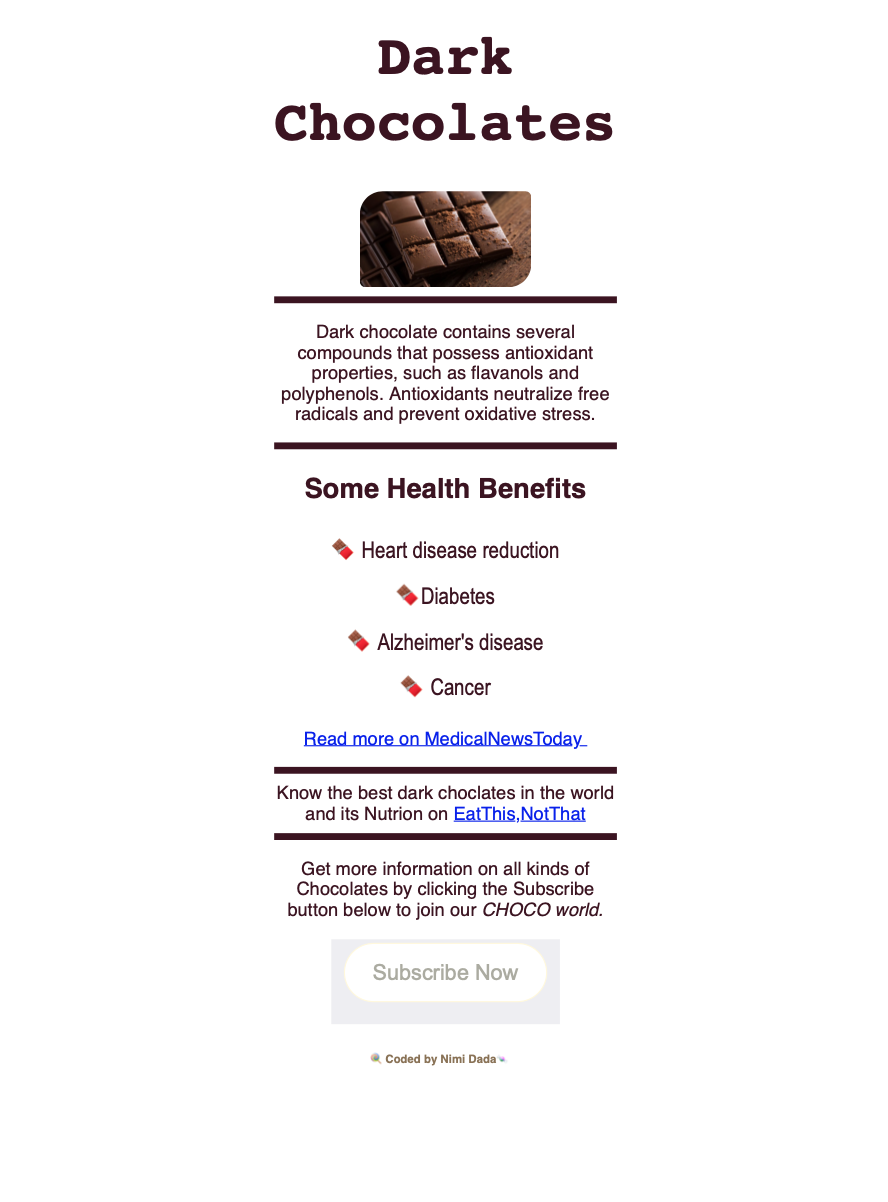 Dark
Chocolates
Dark chocolate contains several
compounds that possess antioxidant
properties, such as flavanols and
polyphenols. Antioxidants neutralize free
radicals and prevent oxidative stress.
Some Health Benefits
🍫 Heart disease reduction
🍫Diabetes
🍫 Alzheimer's disease
🍫 Cancer
Read more on MedicalNewsToday
Know the best dark choclates in the world
and its Nutrion on EatThis,NotThat
Get more information on all kinds of
Chocolates by clicking the Subscribe
button below to join our CHOCO world.
Subscribe Now
Coded by Nimi Dada